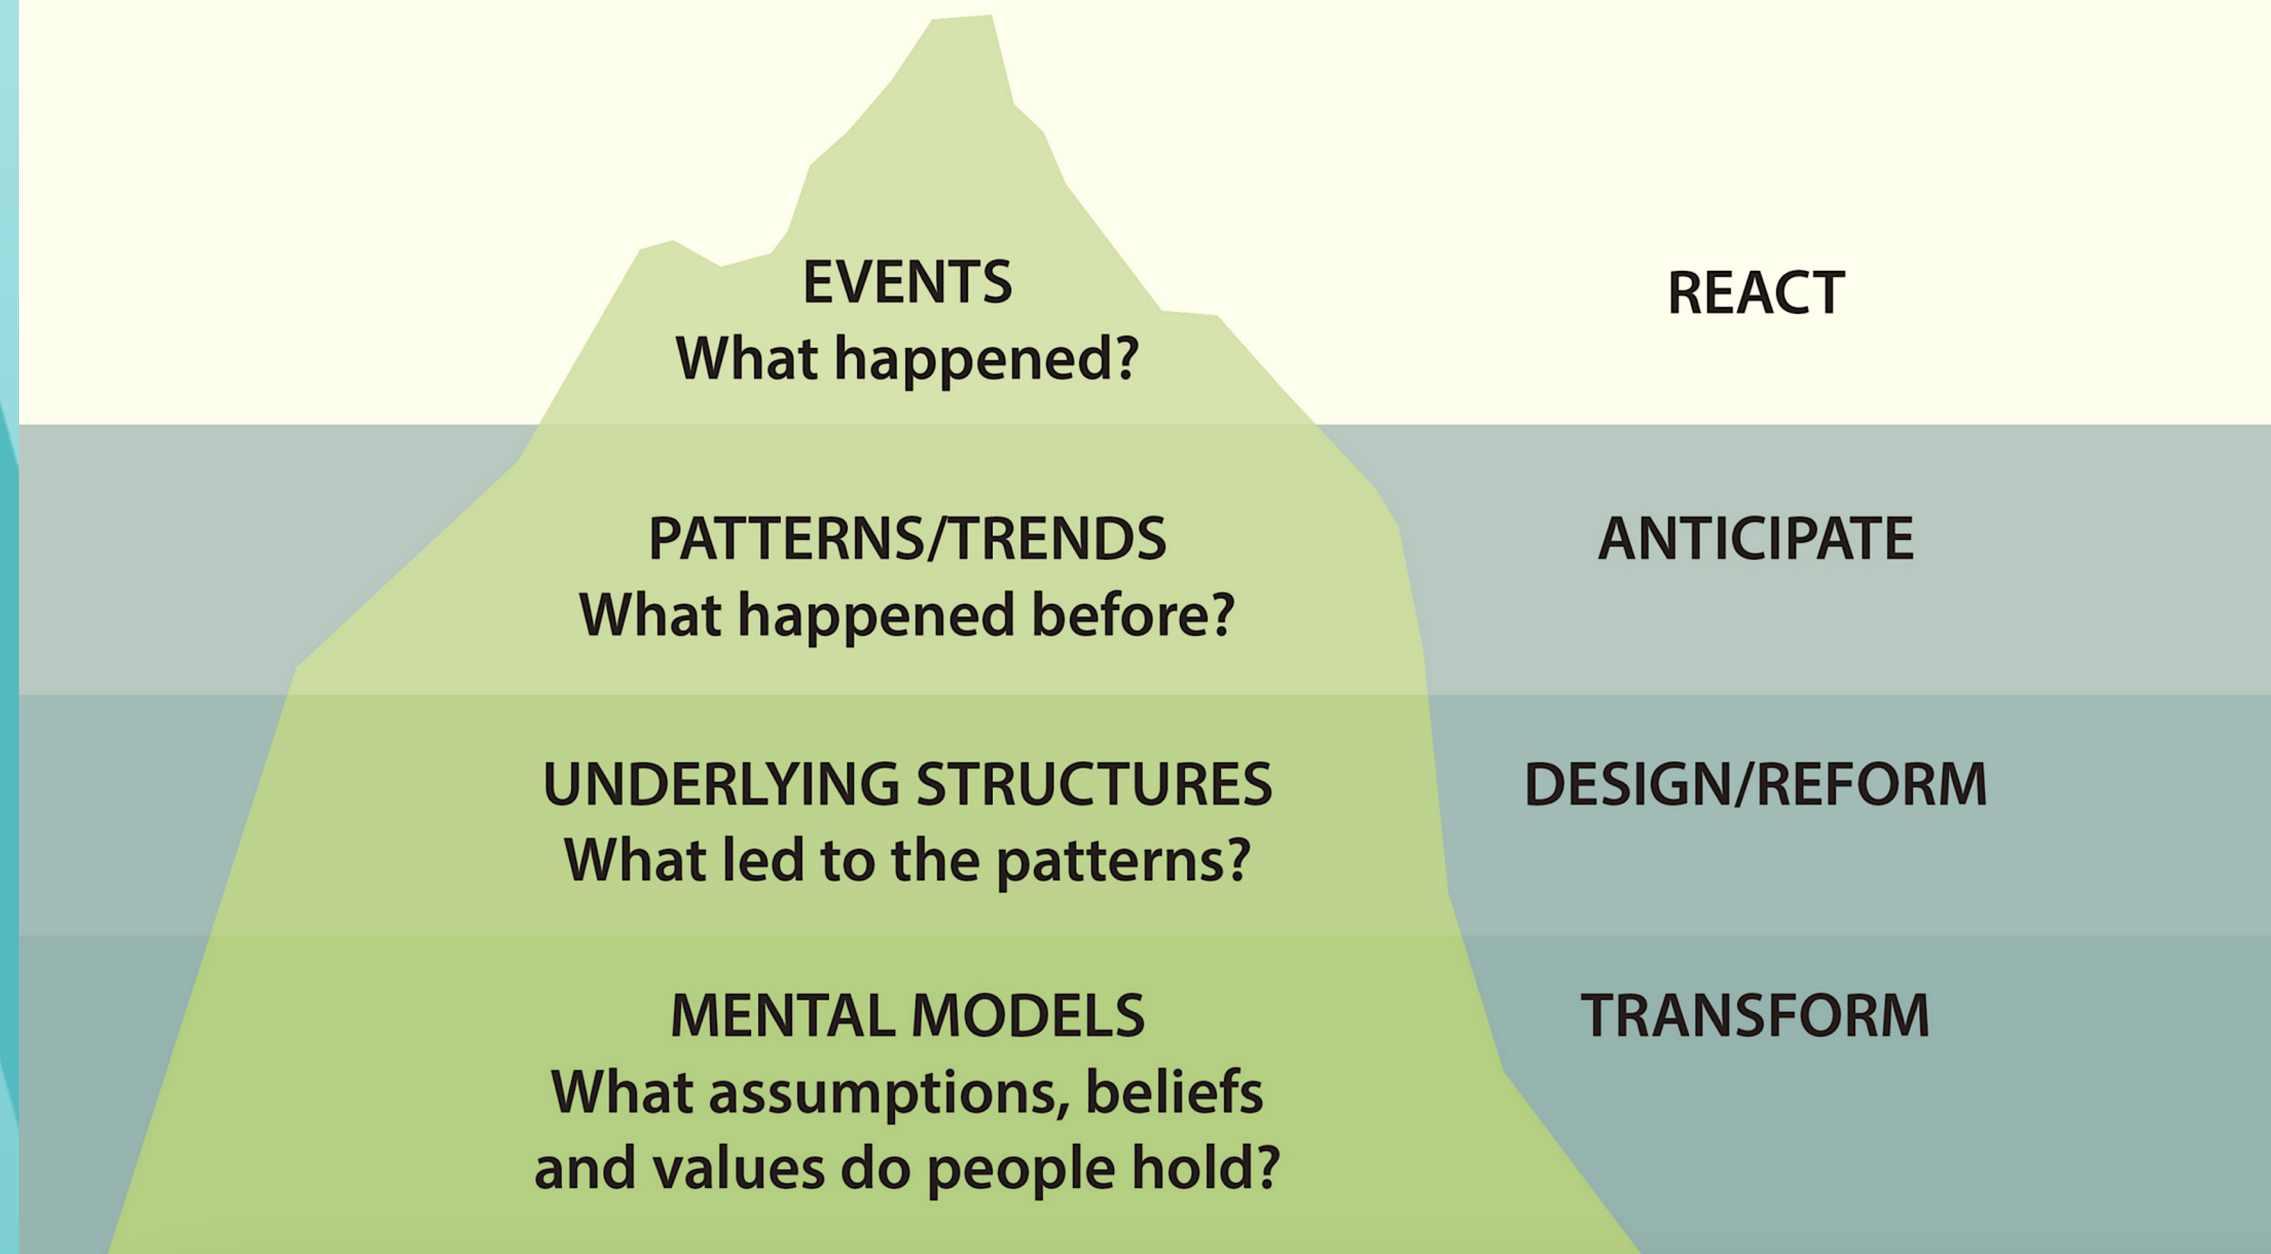 EVENTS
What happened?
REACT
PATTERNS/TRENDS
What happened before?
ANTICIPATE
UNDERLYING STRUCTURES
What led to the patterns?
DESIGN/REFORM
MENTAL MODELS
What assumptions, beliefs
and values do people hold?
TRANSFORM